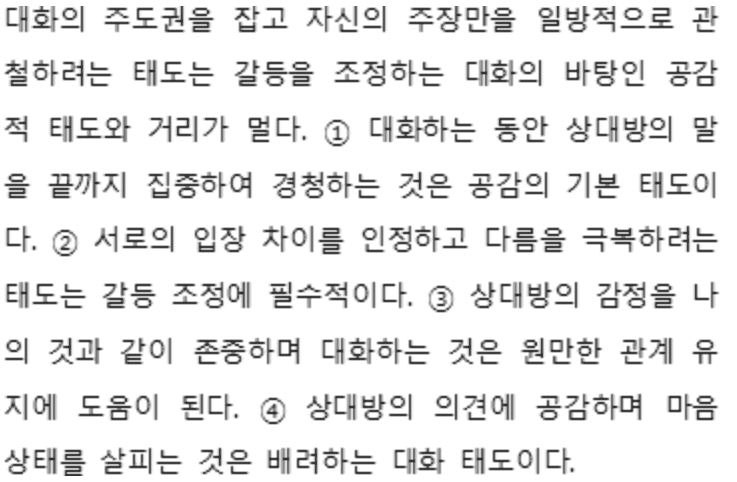 대화의 주도권을 잡고 자신의 주장만을 일방적으로 관
철하려는 태도는 갈등을 조정하는 대화의 바탕인 공감
적 태도와 거리가 멀다. ① 대화하는 동안 상대방의 말
을 끝까지 집중하여 경청하는 것은 공감의 기본 태도이
다. ② 서로의 입장 차이를 인정하고 다름을 극복하려는
태도는 갈등 조정에 필수적이다. ③ 상대방의 감정을 나
의 것과 같이 존중하며 대화하는 것은 원만한 관계 유
지에 도움이 된다. ④ 상대방의 의견에 공감하며 마음
상태를 살피는 것은 배려하는 대화 태도이다.